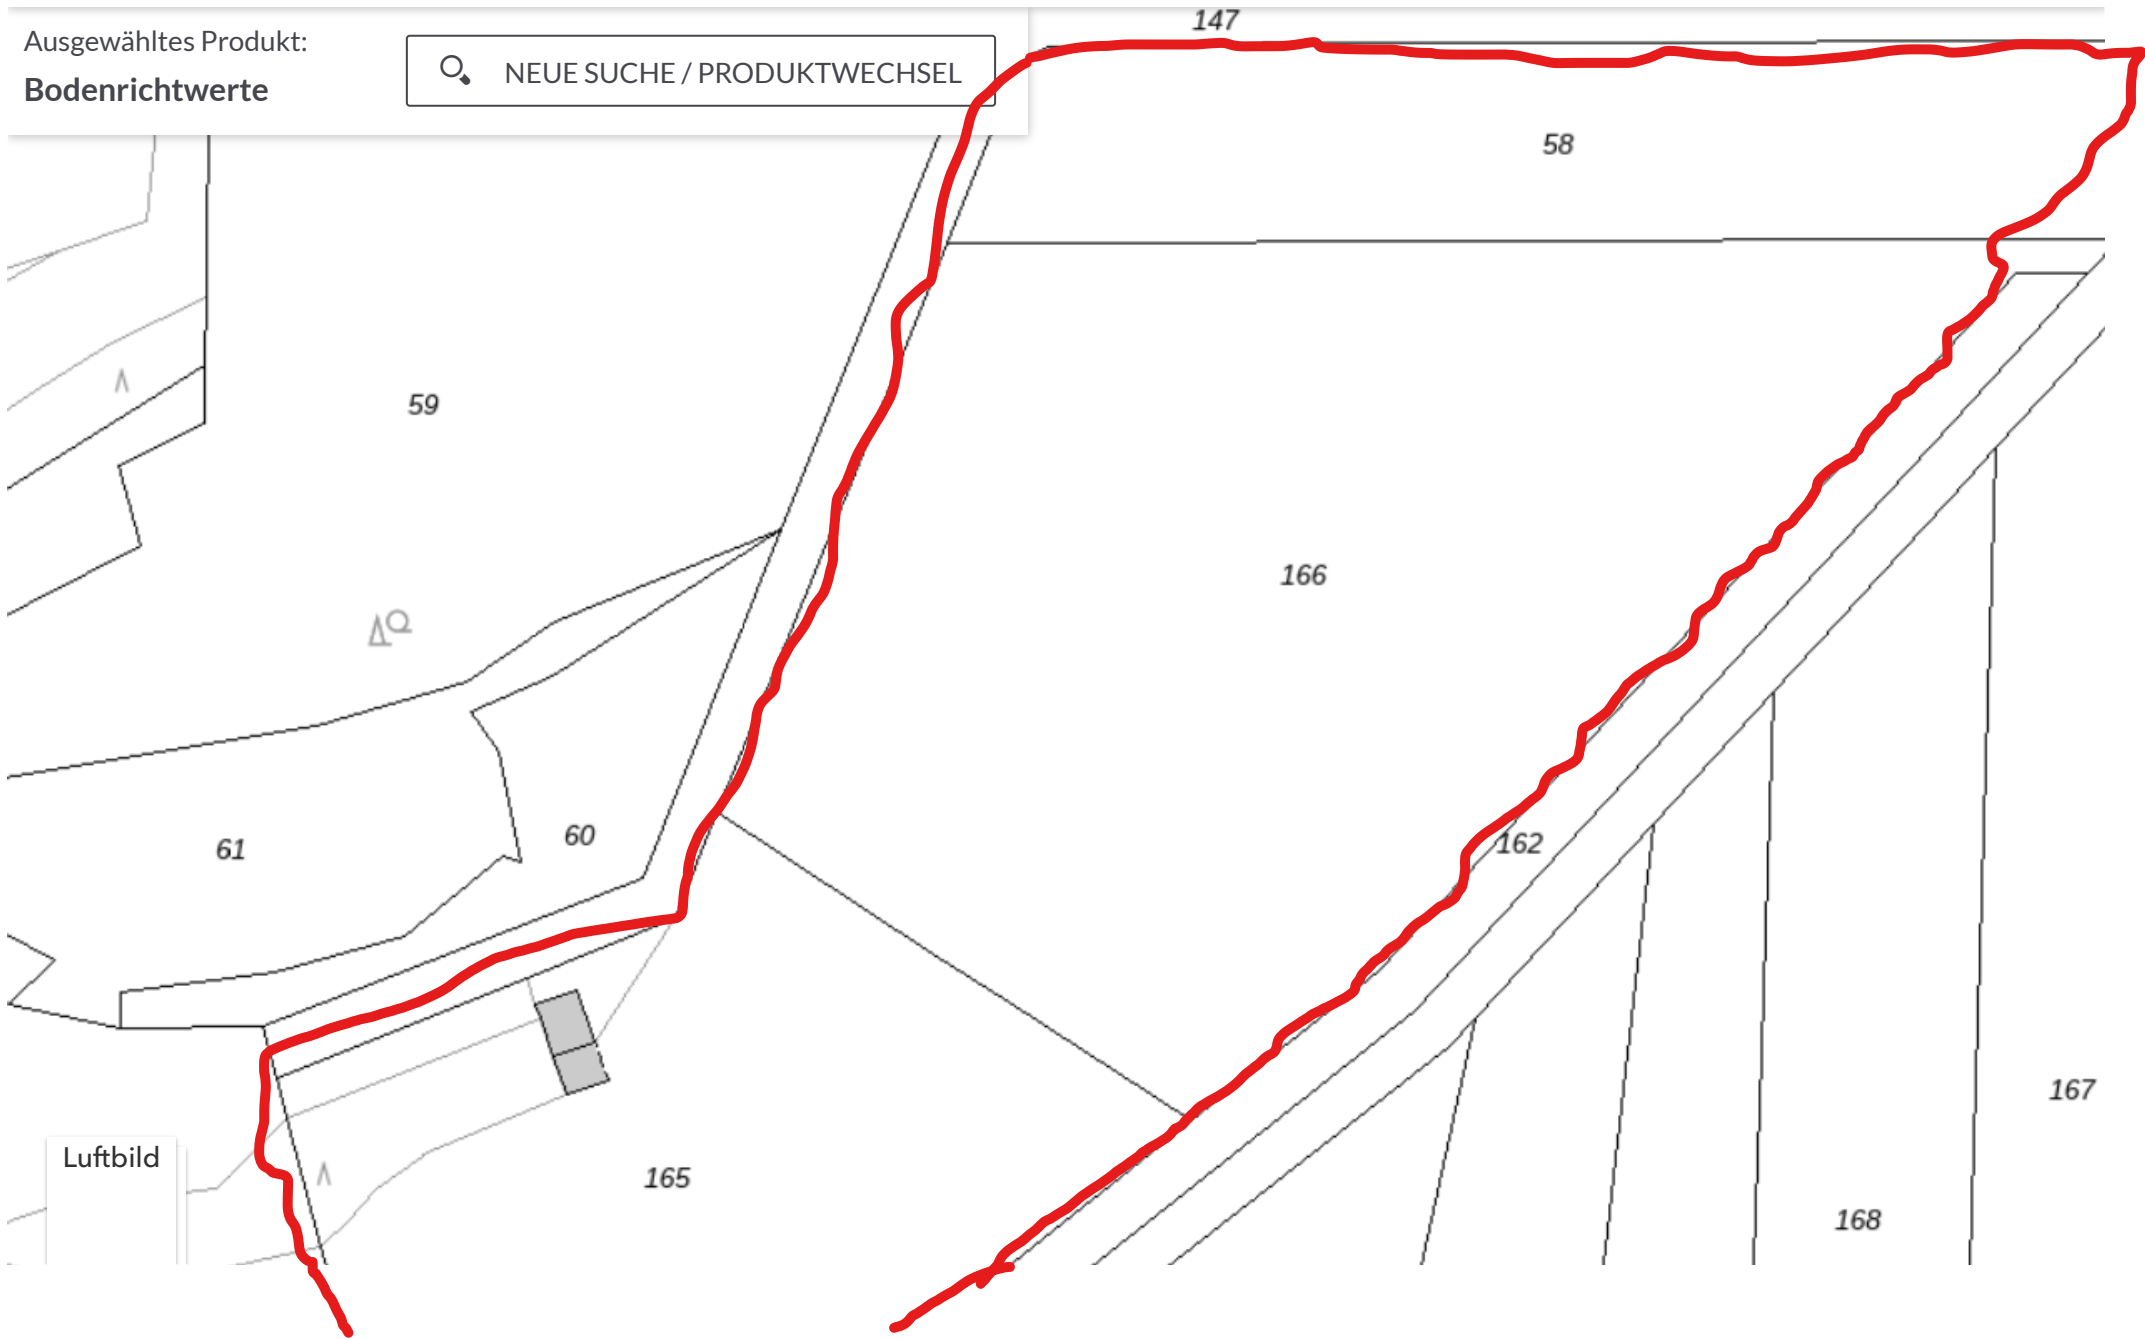 147
Ausgewähltes Produkt:
NEUE SUCHE / PRODUKTWECHSEL
Bodenrichtwerte
58
59
166
60
61
162
167
Luftbild
165
168